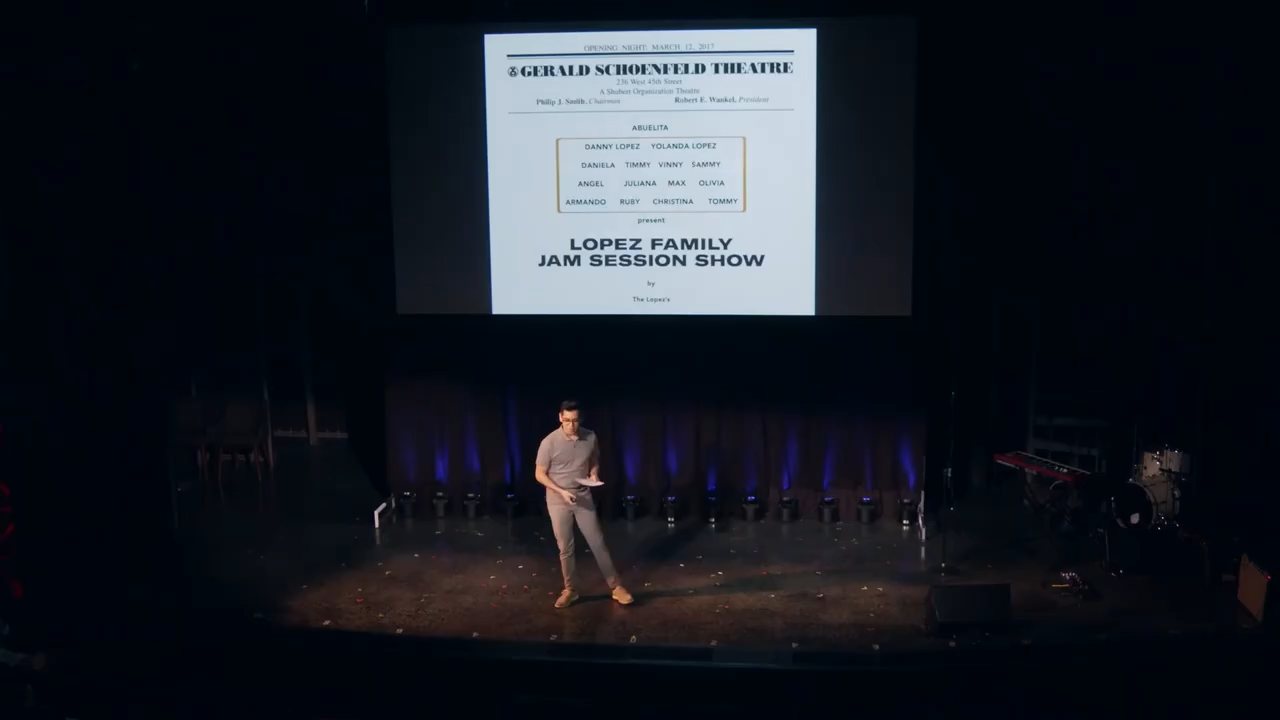 OPENING NIGHT: MARCH 12, 2017
GERALD SCHOENFELD THEATRE
236 West 45th Street
A Shubert Organization Theatre
Philip J. Smith, Chairman Robert E. Wankel, President
ABUELITA
DANNY LOPEZ YOLANDA LOPEZ
DANIELA TIMMY VINNY SAMMY
ANGEL JULIANA MAX OLIVIA
ARMANDO RUBY CHRISTINA TOMMY
present
LOPEZ FAMILY
JAM SESSION SHOW
by
The Lopez's